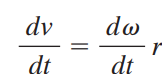 dv/dt = dω/dt r